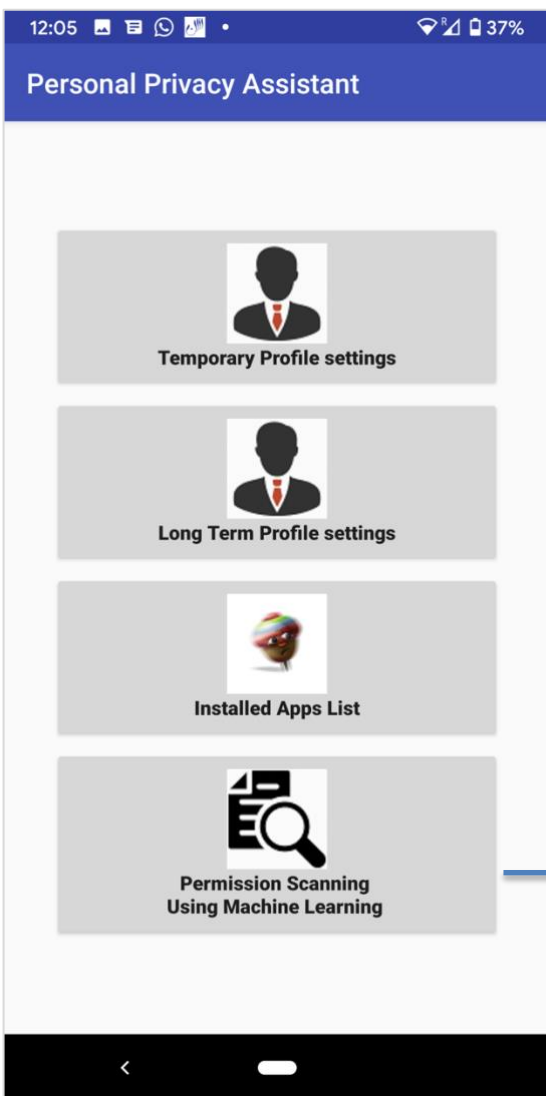 12:05
R
37%
Personal Privacy Assistant
Temporary Profile settings
Long Term Profile settings
Installed Apps List
Permission Scanning
Using Machine Learning